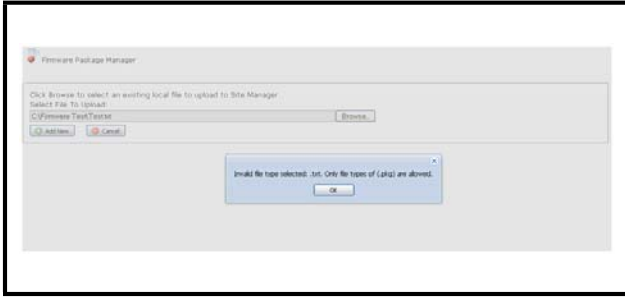 Firmware Package Manager
Click Browse to select an existing local file to upload to Site Manager
Select File To Upload:
C:\Firmware Test\Test.txt
Browse..
Add New..
Cancel
Invalid file type selected: .txt. Only file types of (.pkg) are allowed.
OK